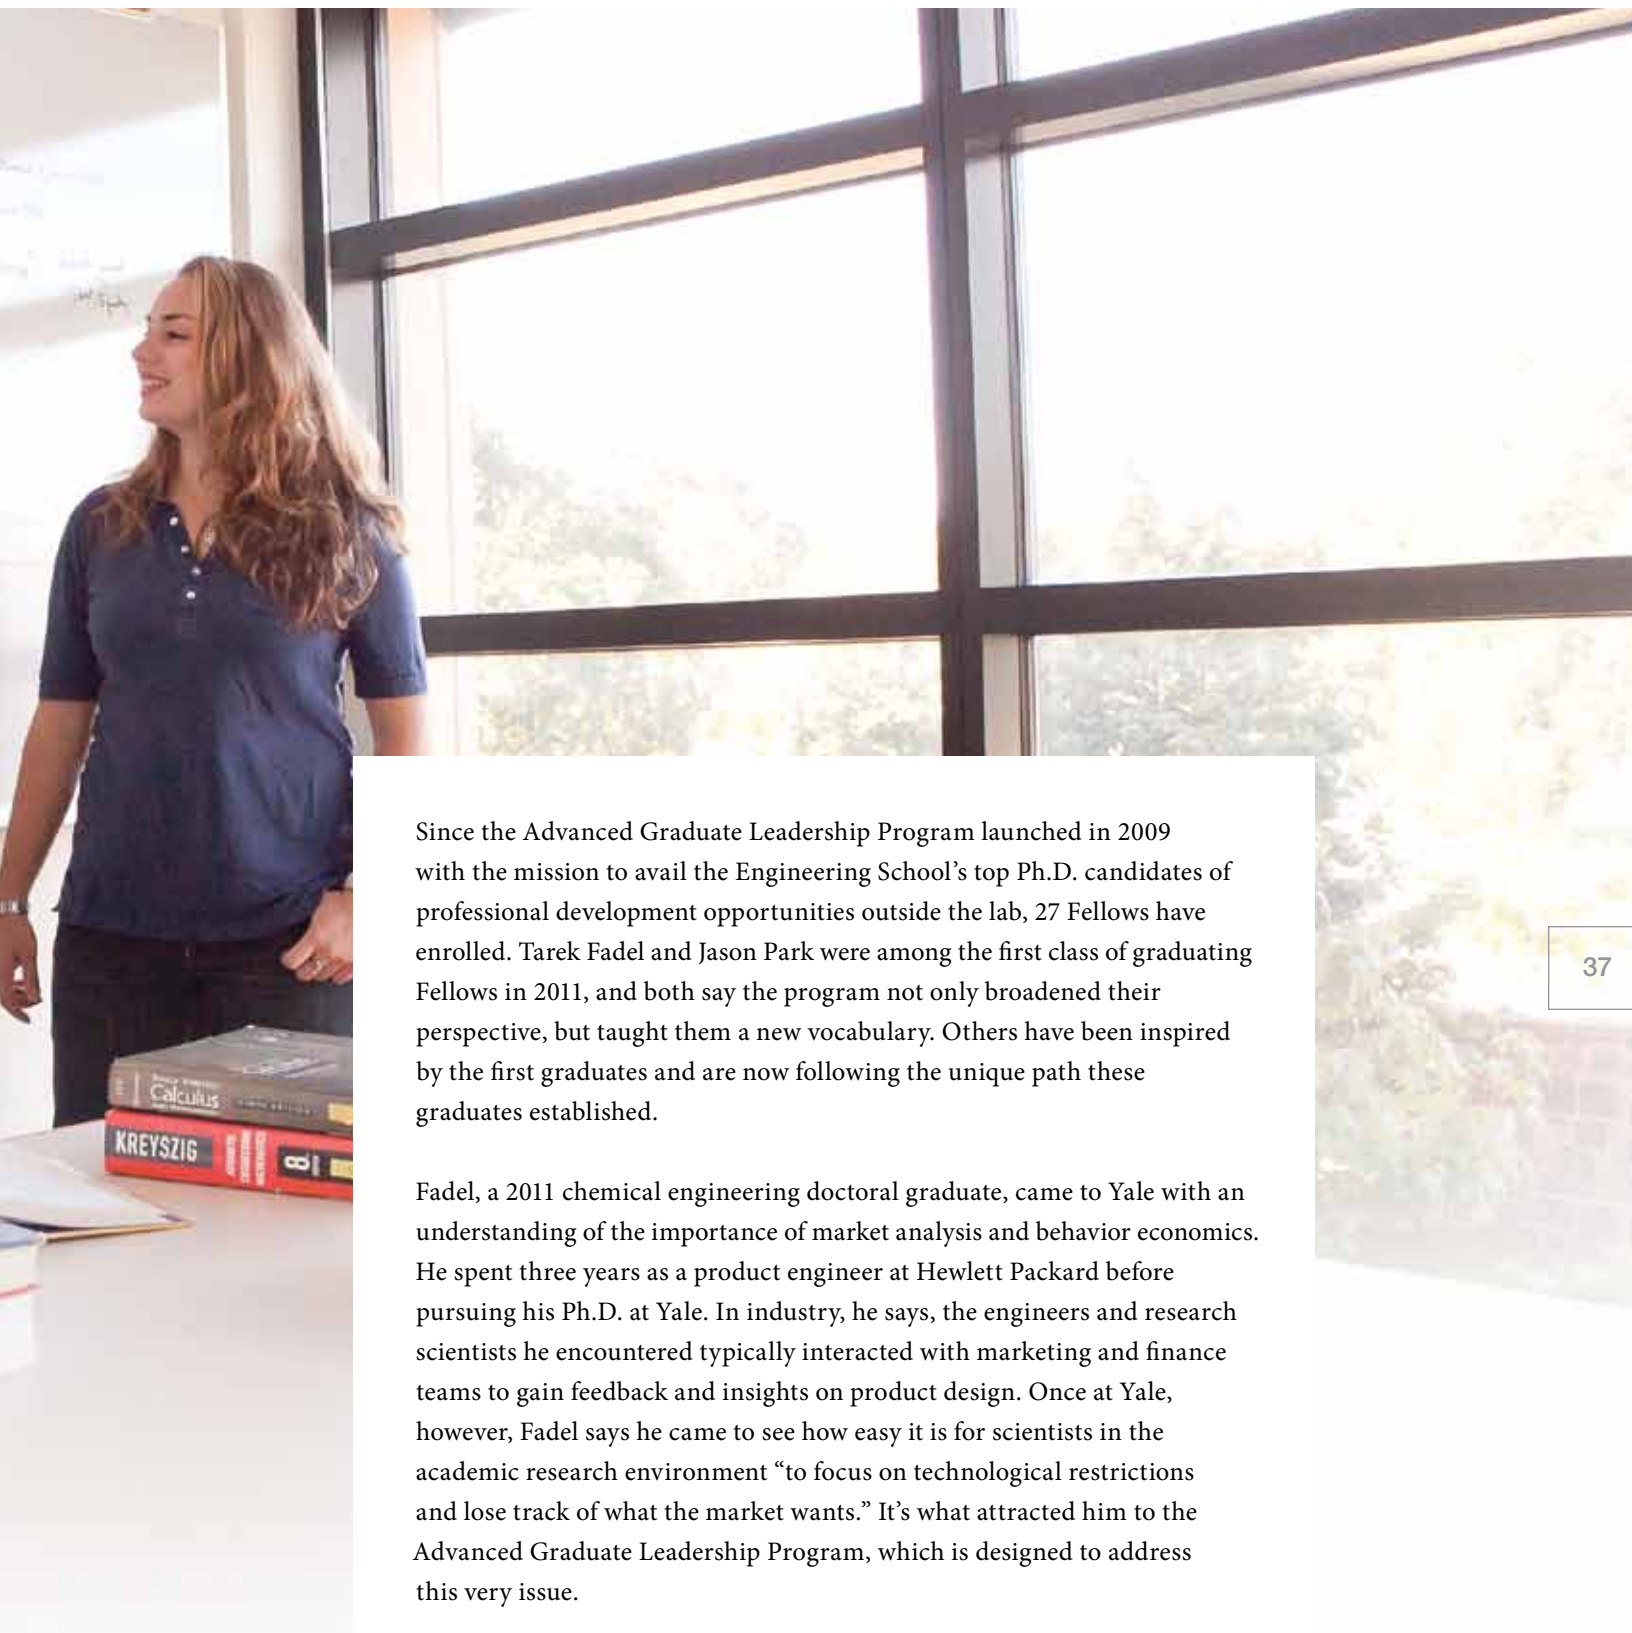 Since the Advanced Graduate Leadership Program launched in 2009
with the mission to avail the Engineering School’s top Ph.D. candidates of
professional development opportunities outside the lab, 27 Fellows have
enrolled. Tarek Fadel and Jason Park were among the first class of graduating
Fellows in 2011, and both say the program not only broadened their
perspective, but taught them a new vocabulary. Others have been inspired
by the first graduates and are now following the unique path these
graduates established.
Fadel, a 2011 chemical engineering doctoral graduate, came to Yale with an
understanding of the importance of market analysis and behavior economics.
He spent three years as a product engineer at Hewlett Packard before
pursuing his Ph.D. at Yale. In industry, he says, the engineers and research
scientists he encountered typically interacted with marketing and finance
teams to gain feedback and insights on product design. Once at Yale,
however, Fadel says he came to see how easy it is for scientists in the
academic research environment “to focus on technological restrictions
and lose track of what the market wants.” It’s what attracted him to the
Advanced Graduate Leadership Program, which is designed to address
this very issue.
37
Calculus
KREYSZIG
8